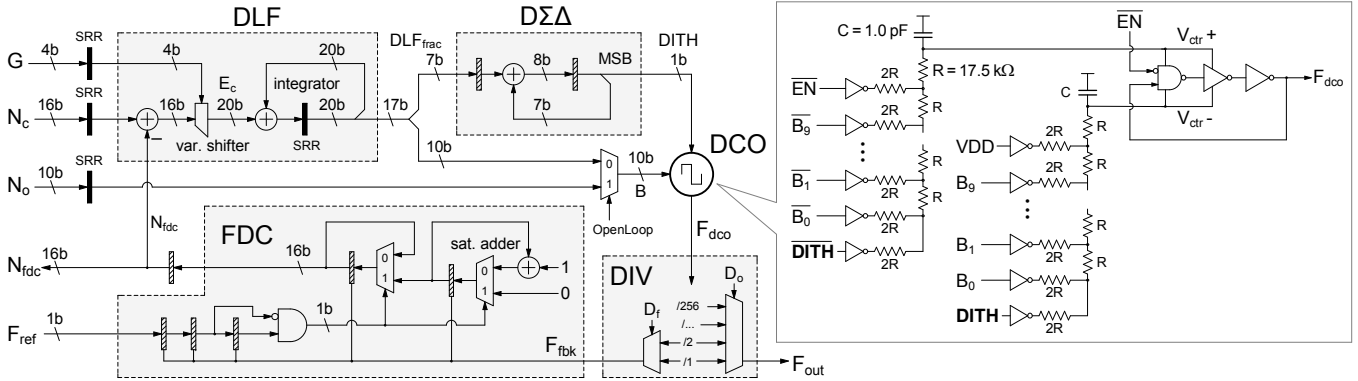 DLF
DΣΔ
SRR
4b
4b
20b
G
E_c
integrator
SRR
N_c
16b
16b
20b
20b
17b
−
var. shifter
SRR
SRR
N_o
10b
DLF_frac
7b
8b
MSB
7b
DITH
1b
10b
0
1
10b
B
OpenLoop
DCO
F_dco
N_fdc
FDC
N_fdc
16b
16b
0
1
sat. adder
0
1
1
0
F_ref
1b
1b
F_fbk
DIV
D_f
D_o
/256
/...
/2
/1
F_out
C = 1.0 pF
EN
2R
R = 17.5 kΩ
B_9
2R
R
B_1
2R
R
B_0
2R
R
DITH
2R
C
VDD
2R
R
B_9
2R
R
B_1
2R
R
B_0
2R
R
DITH
2R
EN
V_ctr+
V_ctr-
F_dco